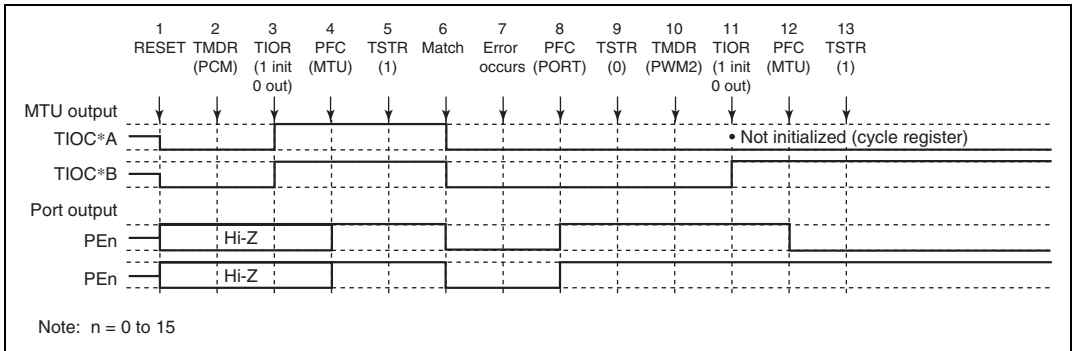 1 2 3 4 5 6 7 8 9 10 11 12 13
RESET TMDR TIOR PFC TSTR Match Error PFC TSTR TMDR TIOR PFC TSTR
(PCM) (1 init (MTU) (1) occurs (PORT) (0) (PWM2) (1 init (MTU) (1)
0 out) 0 out)
MTU output
TIOC*A • Not initialized (cycle register)
TIOC*B
Port output
PEn Hi-Z
PEn Hi-Z
Note: n = 0 to 15